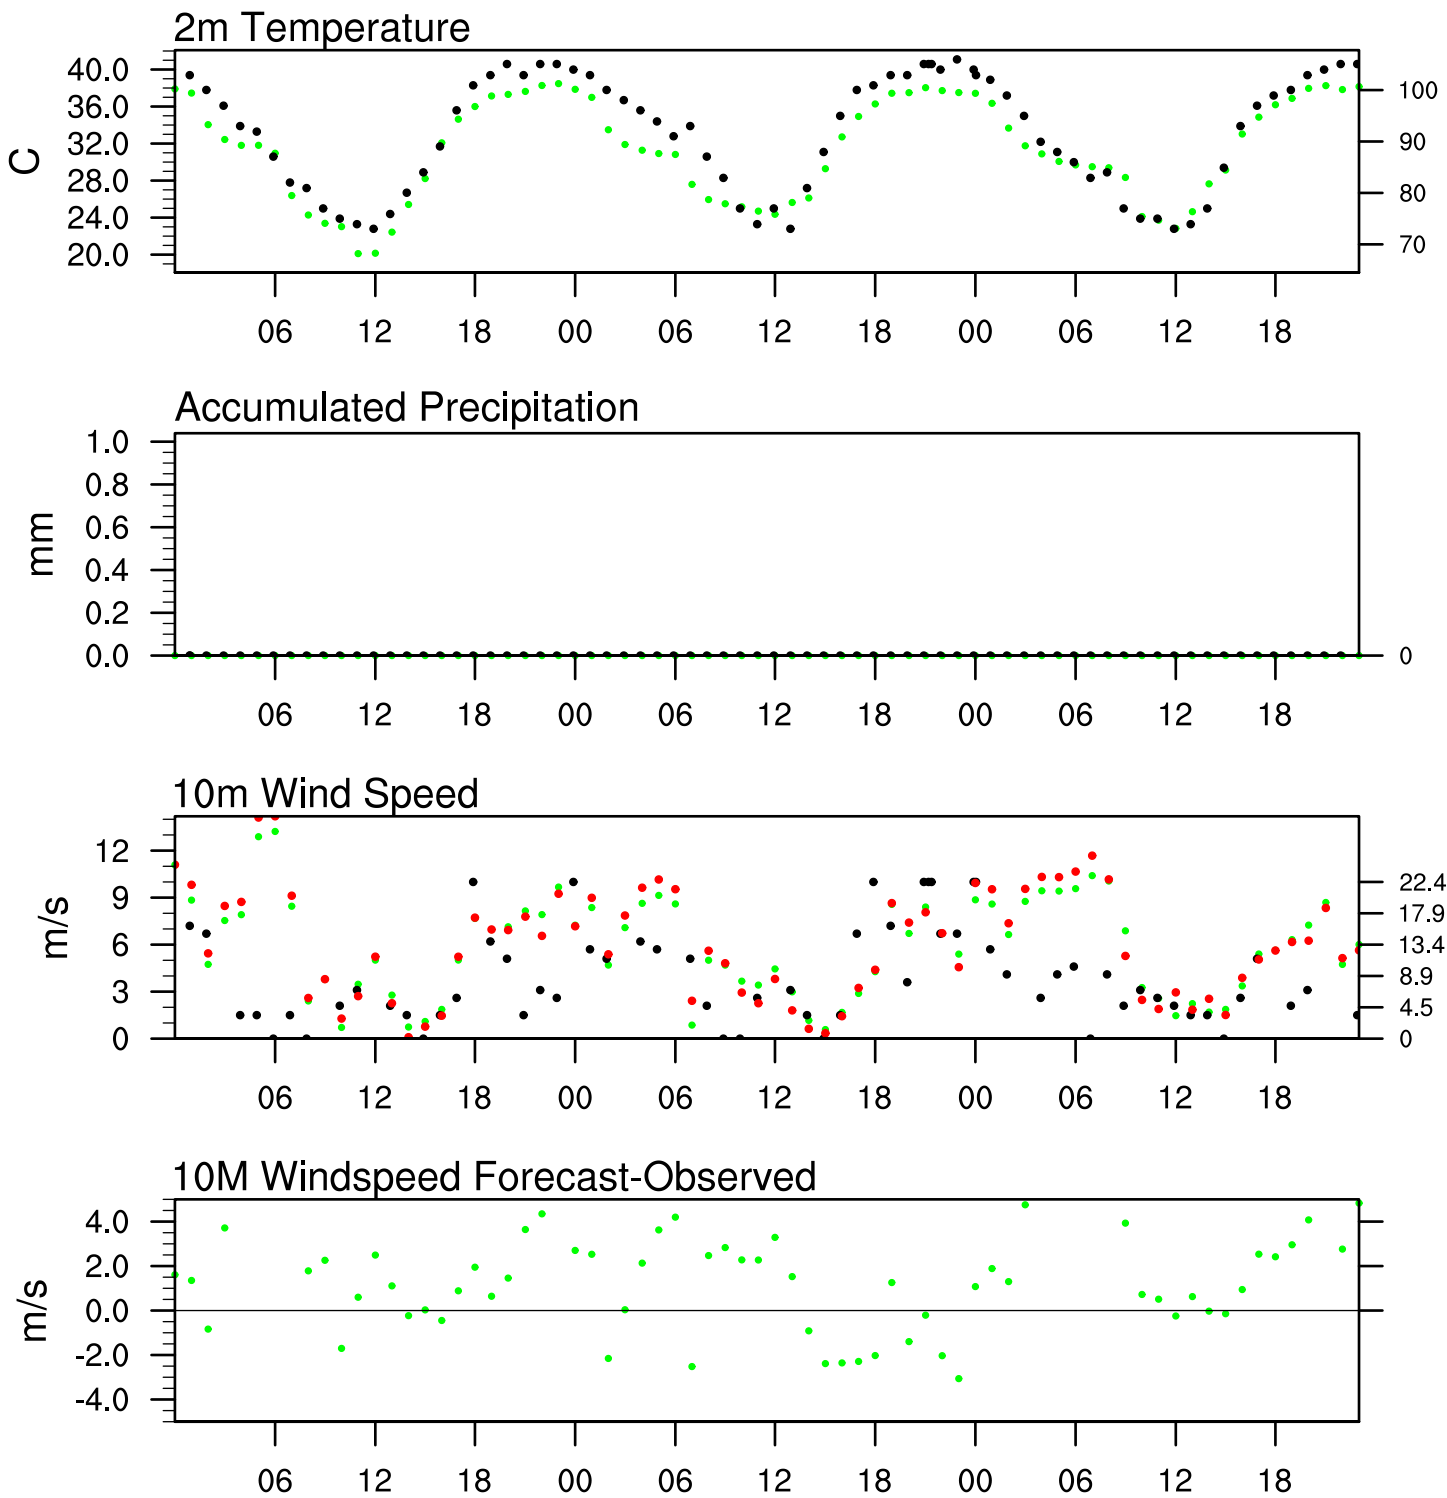 2m Temperature
C
40.0
36.0
32.0
28.0
24.0
20.0
100
90
80
70
06 12 18 00 06 12 18 00 06 12 18
Accumulated Precipitation
mm
1.0
0.8
0.6
0.4
0.2
0.0
0
06 12 18 00 06 12 18 00 06 12 18
10m Wind Speed
m/s
12
9
6
3
0
22.4
17.9
13.4
8.9
4.5
0
06 12 18 00 06 12 18 00 06 12 18
10M Windspeed Forecast-Observed
m/s
4.0
2.0
0.0
-2.0
-4.0
06 12 18 00 06 12 18 00 06 12 18